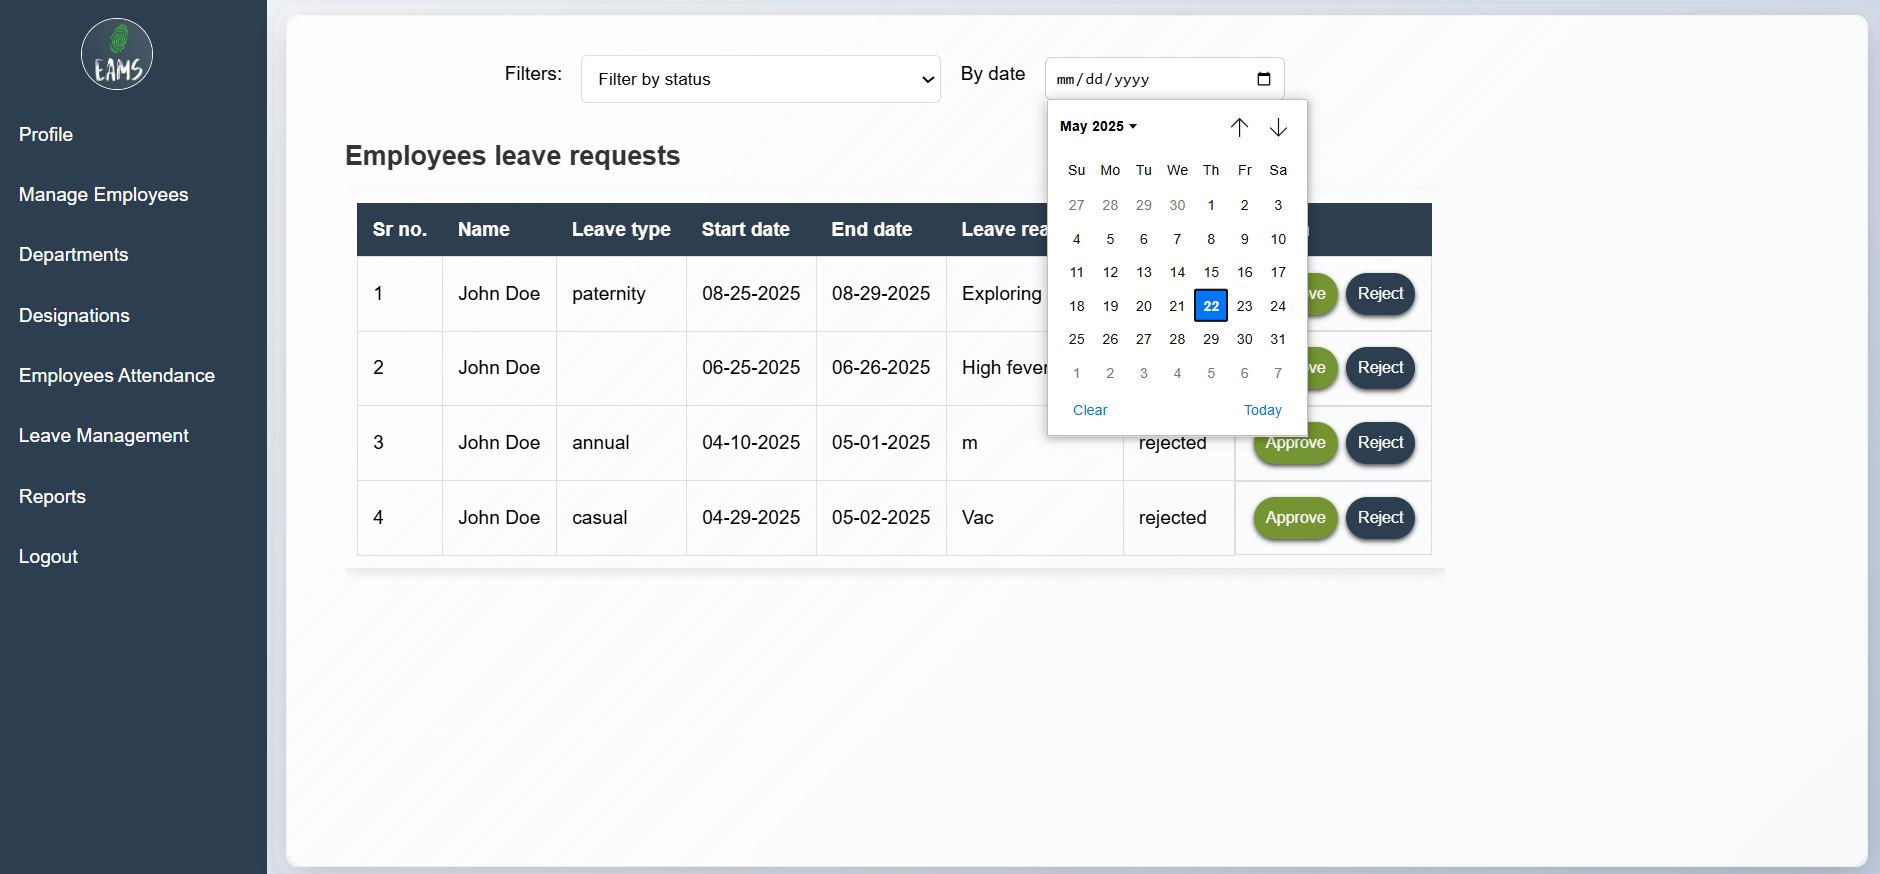 EAMS
Profile
Manage Employees
Departments
Designations
Employees Attendance
Leave Management
Reports
Logout
Filters: Filter by status By date mm/dd/yyyy
May 2025
Su Mo Tu We Th Fr Sa
27 28 29 30 1 2 3
4 5 6 7 8 9 10
11 12 13 14 15 16 17
18 19 20 21 22 23 24
25 26 27 28 29 30 31
1 2 3 4 5 6 7
Clear Today
Employees leave requests
Sr no. Name Leave type Start date End date Leave
1 John Doe paternity 08-25-2025 08-29-2025 Exploring Reject
2 John Doe 06-25-2025 06-26-2025 High fever Reject
3 John Doe annual 04-10-2025 05-01-2025 m rejected Approve Reject
4 John Doe casual 04-29-2025 05-02-2025 Vac rejected Approve Reject